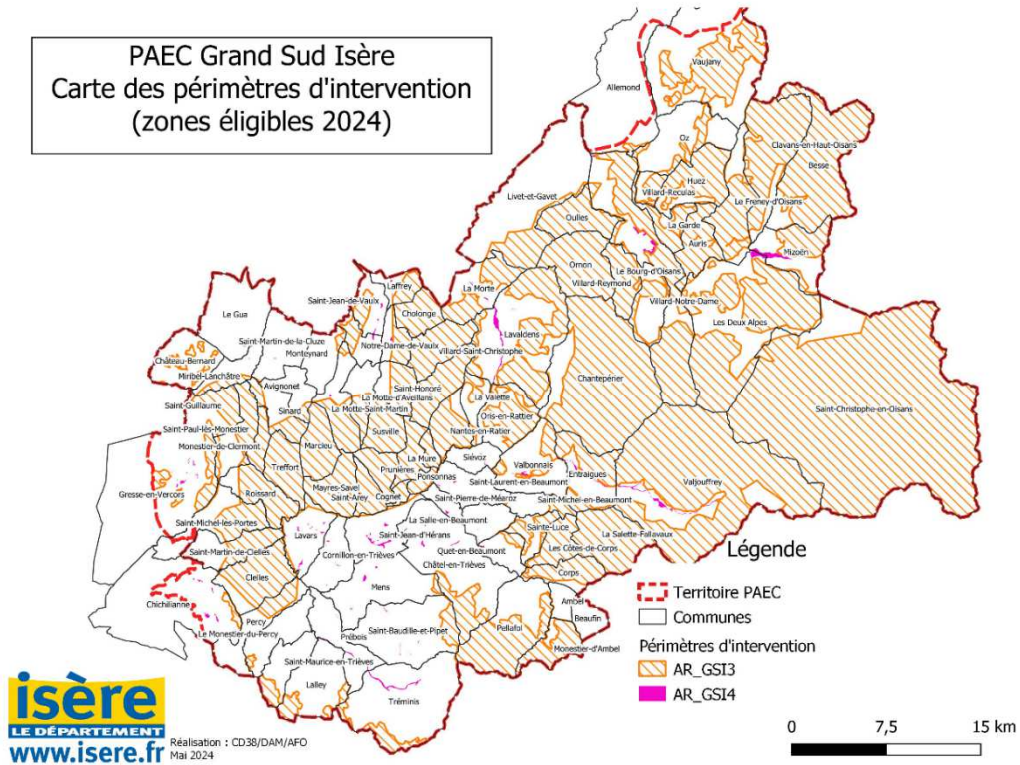 PAEC Grand Sud Isère
Carte des périmètres d'intervention
(zones éligibles 2024)
Vaujany
Allemond
Oz
Clavans-en-Haut-Oisans
Besse
Huez
Villard-Reculas
Livet-et-Gavet
Le Freney-d'Oisans
Oulles
La Garde
Auris
Mizoën
Ornon
Le Bourg-d'Oisans
Villard-Reymond
Laffrey
La Morte
Saint-Jean-de-Vaulx
Villard-Notre-Dame
Cholonge
Le Gua
Les Deux Alpes
Lavaldens
Saint-Martin-de-la-Cluze
Notre-Dame-de-Vaulx
Villard-Saint-Christophe
Monteynard
Château-Bernard
Miribel-Lanchâtre
Chantepérier
Avignonet
Saint-Honoré
La Motte-d'Aveillans
La Valette
Saint-Guillaume
Sinard
La Motte-Saint-Martin
Saint-Christophe-en-Oisans
Oris-en-Rattier
Saint-Paul-lès-Monestier
Susville
Nantes-en-Ratier
Monestier-de-Clermont
Marcieu
La Mure
Siévoz
Treffort
Prunières
Valbonnais
Ponsonnas
Entraigues
Saint-Laurent-en-Beaumont
Valjouffrey
Mayres-Savel
Gresse-en-Vercors
Roissard
Saint-Arey
Cognet
Saint-Pierre-de-Méaroz
Saint-Michel-en-Beaumont
Saint-Michel-les-Portes
La Salle-en-Beaumont
Sainte-Luce
Lavars
Saint-Jean-d'Hérans
La Salette-Fallavaux
Saint-Martin-de-Clelles
Cornillon-en-Trièves
Quet-en-Beaumont
Les Côtes-de-Corps
Châtel-en-Trièves
Clelles
Corps
Mens
Chichilianne
Ambel
Beaufin
Percy
Le Monestier-du-Percy
Prébois
Saint-Baudille-et-Pipet
Pellafol
Monestier-d'Ambel
Saint-Maurice-en-Trièves
Lalley
Tréminis
Légende
Territoire PAEC
Communes
Périmètres d'intervention
AR_GSI3
AR_GSI4
0 7,5 15 km
isère
LE DÉPARTEMENT
www.isere.fr
Réalisation : CD38/DAM/AFO
Mai 2024